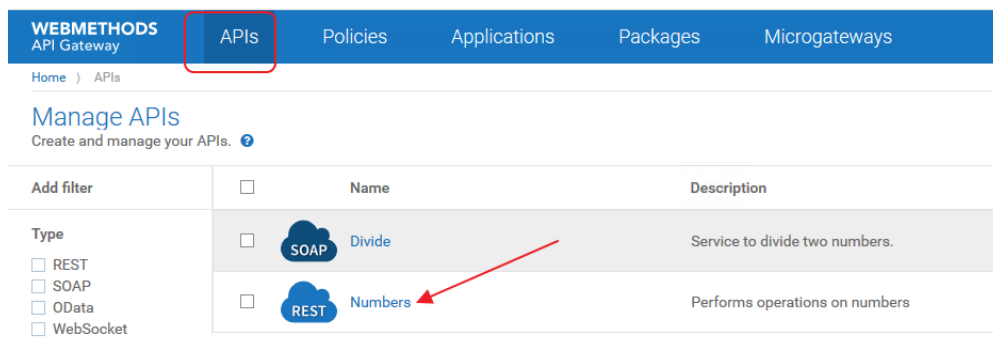 WEBMETHODS
API Gateway
APIs Policies Applications Packages Microgateways
Home ⟩ APIs
Manage APIs
Create and manage your APIs. ?
Add filter
Name Description
Type
SOAP Divide Service to divide two numbers.
REST
SOAP
OData
WebSocket
REST Numbers Performs operations on numbers